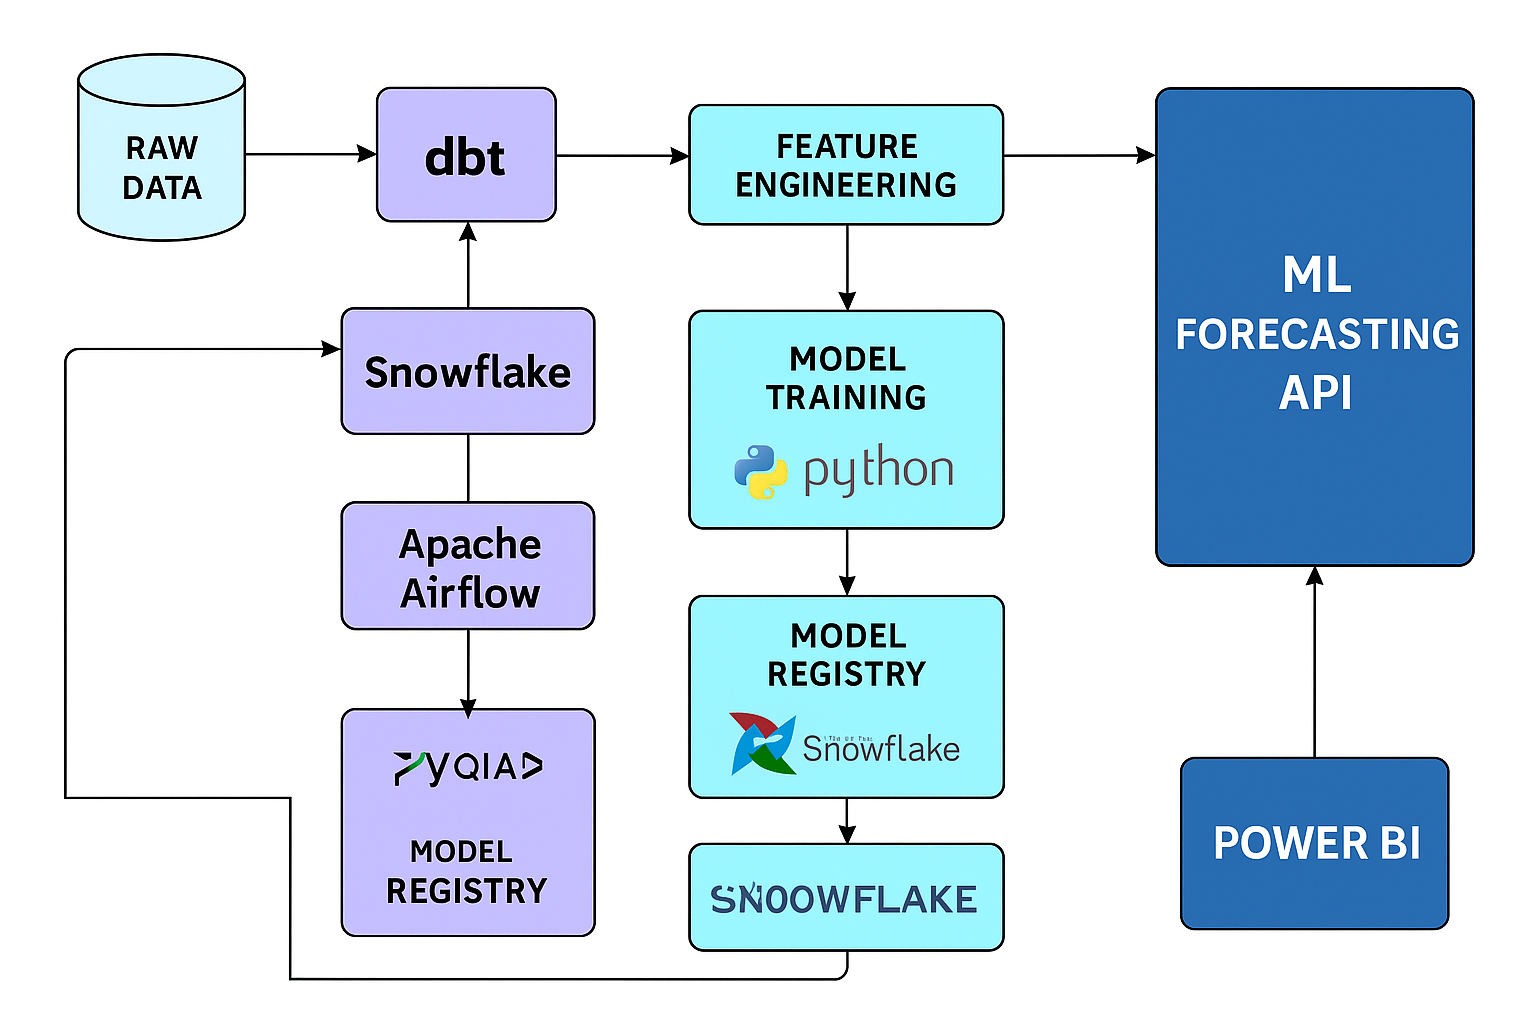 RAW
DATA
dbt
FEATURE
ENGINEERING
ML
FORECASTING
API
Snowflake
MODEL
TRAINING
python
Apache
Airflow
MODEL
REGISTRY
Snowflake
MODEL
REGISTRY
SNOOWFLAKE
POWER BI